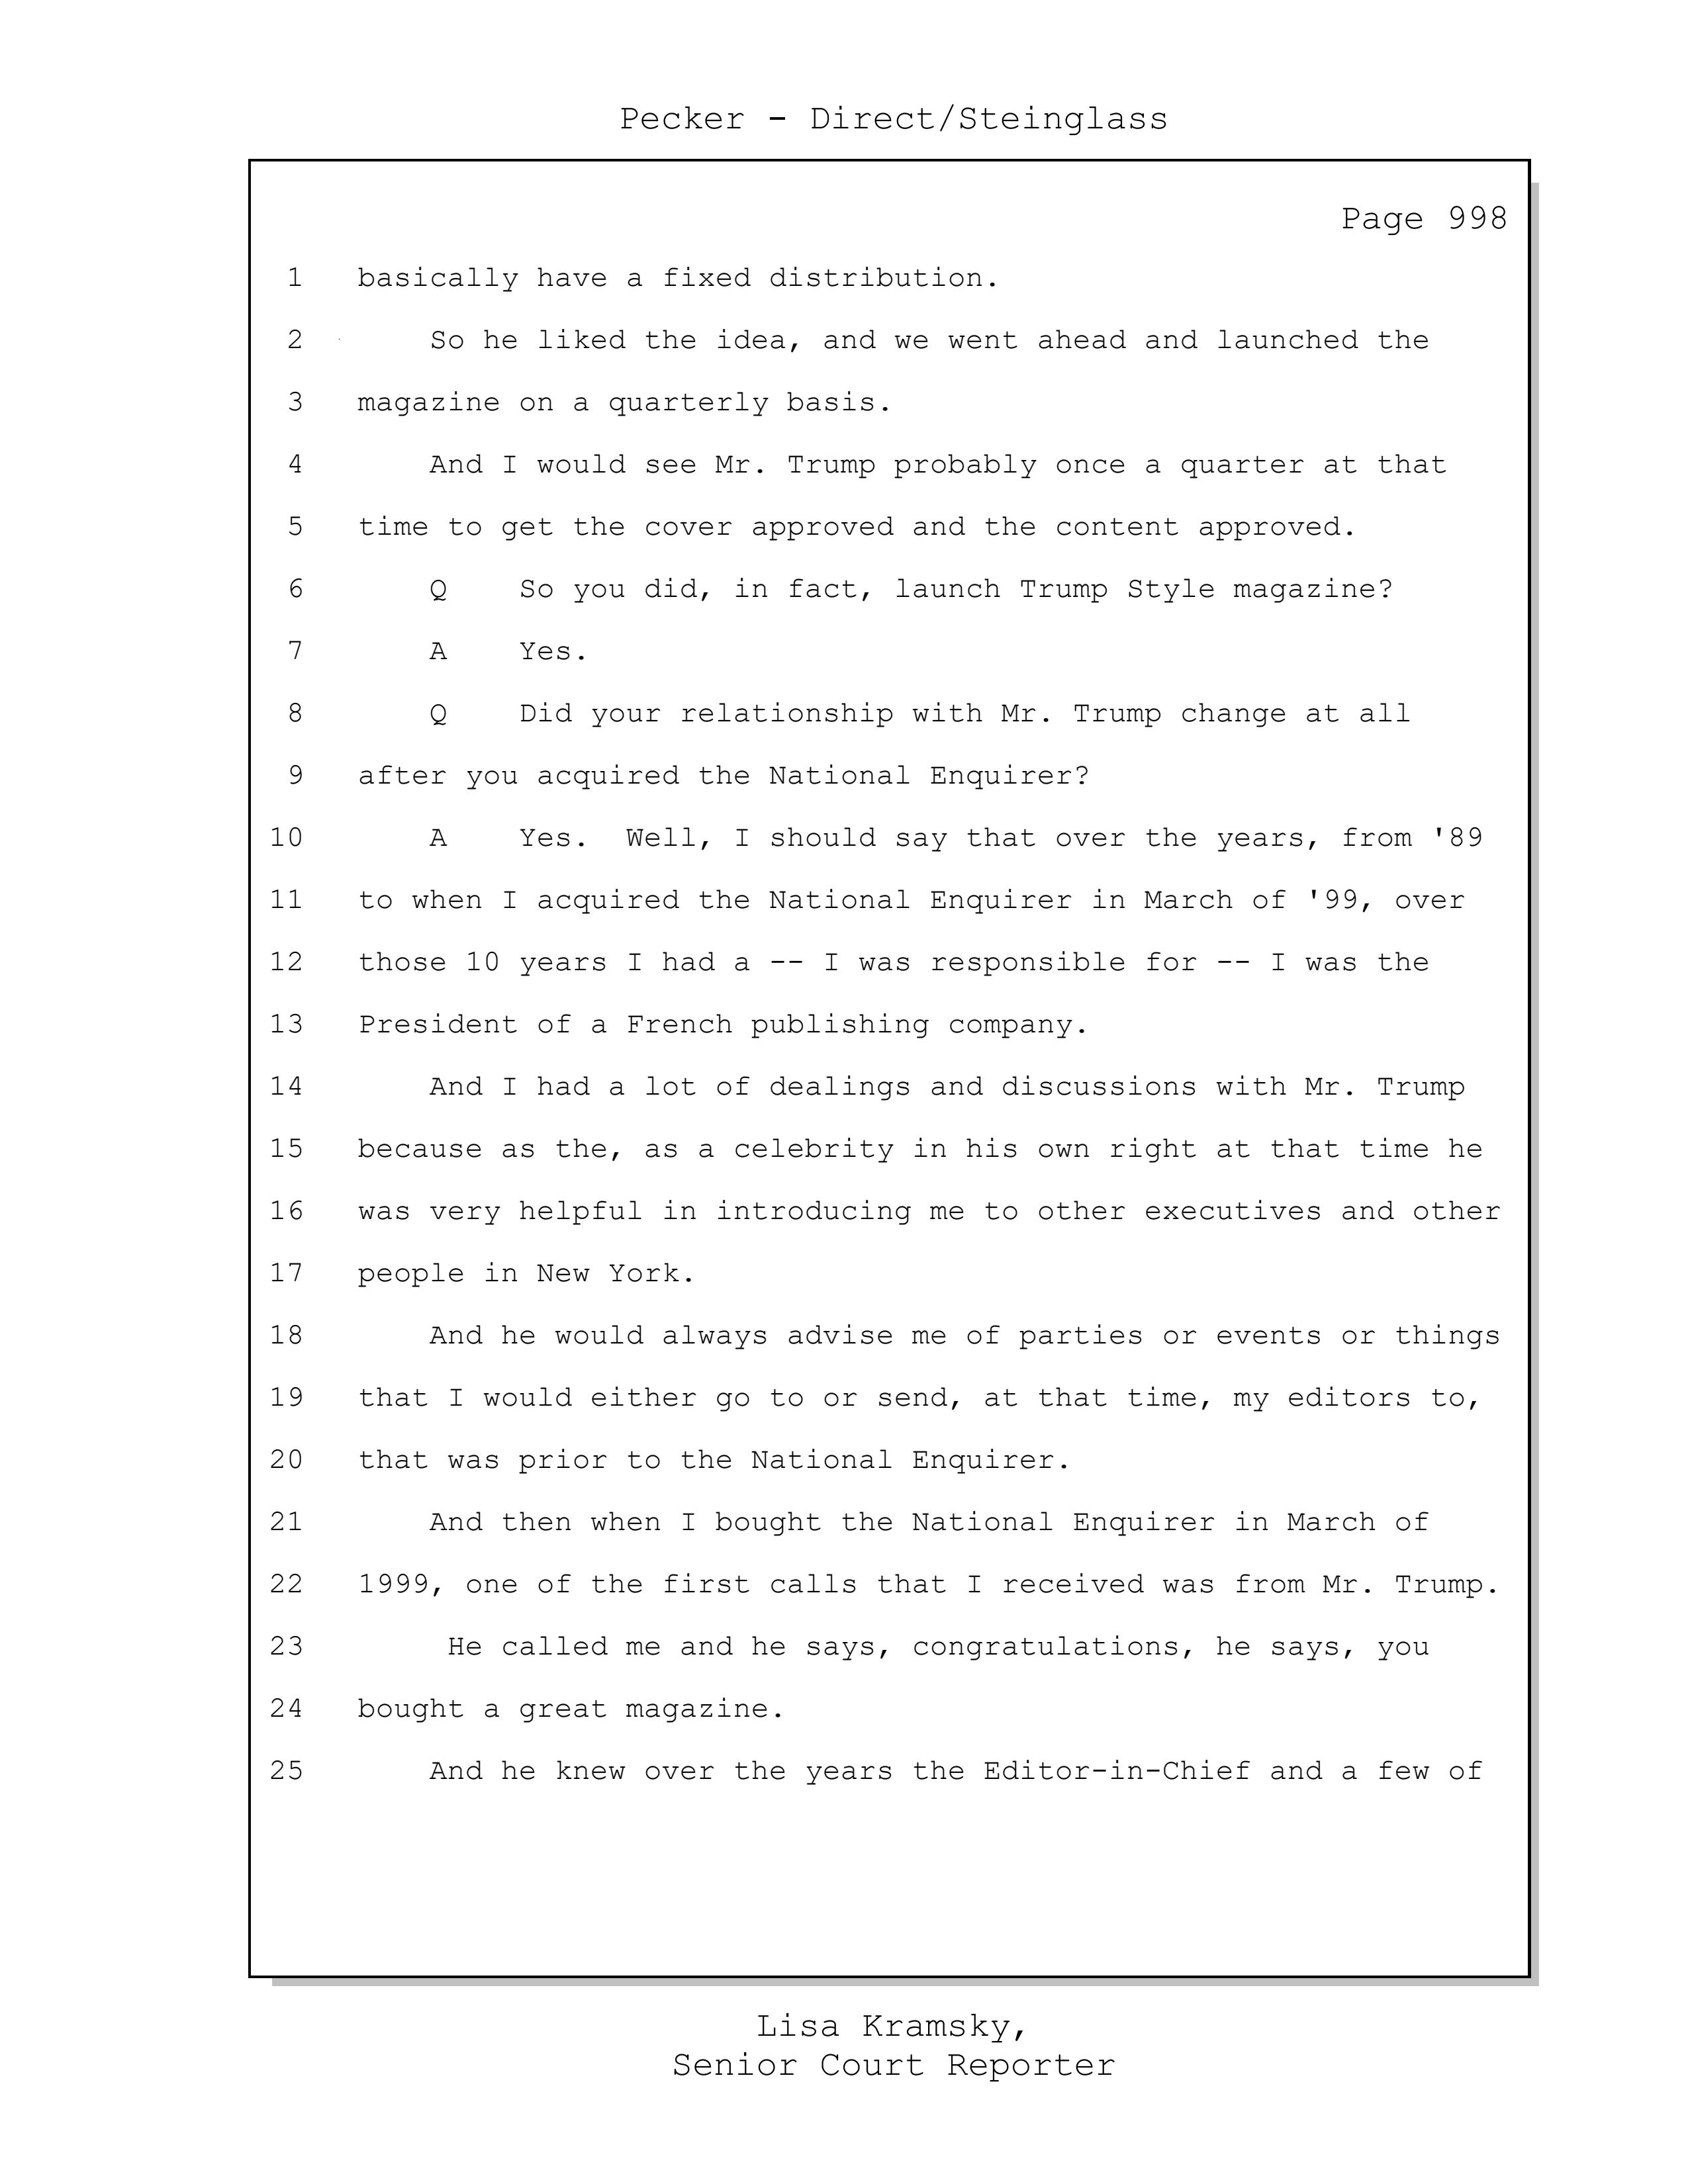 Pecker - Direct/Steinglass
Page 998
1 basically have a fixed distribution.
2 So he liked the idea, and we went ahead and launched the
3 magazine on a quarterly basis.
4 And I would see Mr. Trump probably once a quarter at that
5 time to get the cover approved and the content approved.
6 Q So you did, in fact, launch Trump Style magazine?
7 A Yes.
8 Q Did your relationship with Mr. Trump change at all
9 after you acquired the National Enquirer?
10 A Yes. Well, I should say that over the years, from '89
11 to when I acquired the National Enquirer in March of '99, over
12 those 10 years I had a -- I was responsible for -- I was the
13 President of a French publishing company.
14 And I had a lot of dealings and discussions with Mr. Trump
15 because as the, as a celebrity in his own right at that time he
16 was very helpful in introducing me to other executives and other
17 people in New York.
18 And he would always advise me of parties or events or things
19 that I would either go to or send, at that time, my editors to,
20 that was prior to the National Enquirer.
21 And then when I bought the National Enquirer in March of
22 1999, one of the first calls that I received was from Mr. Trump.
23 He called me and he says, congratulations, he says, you
24 bought a great magazine.
25 And he knew over the years the Editor-in-Chief and a few of
Lisa Kramsky,
Senior Court Reporter